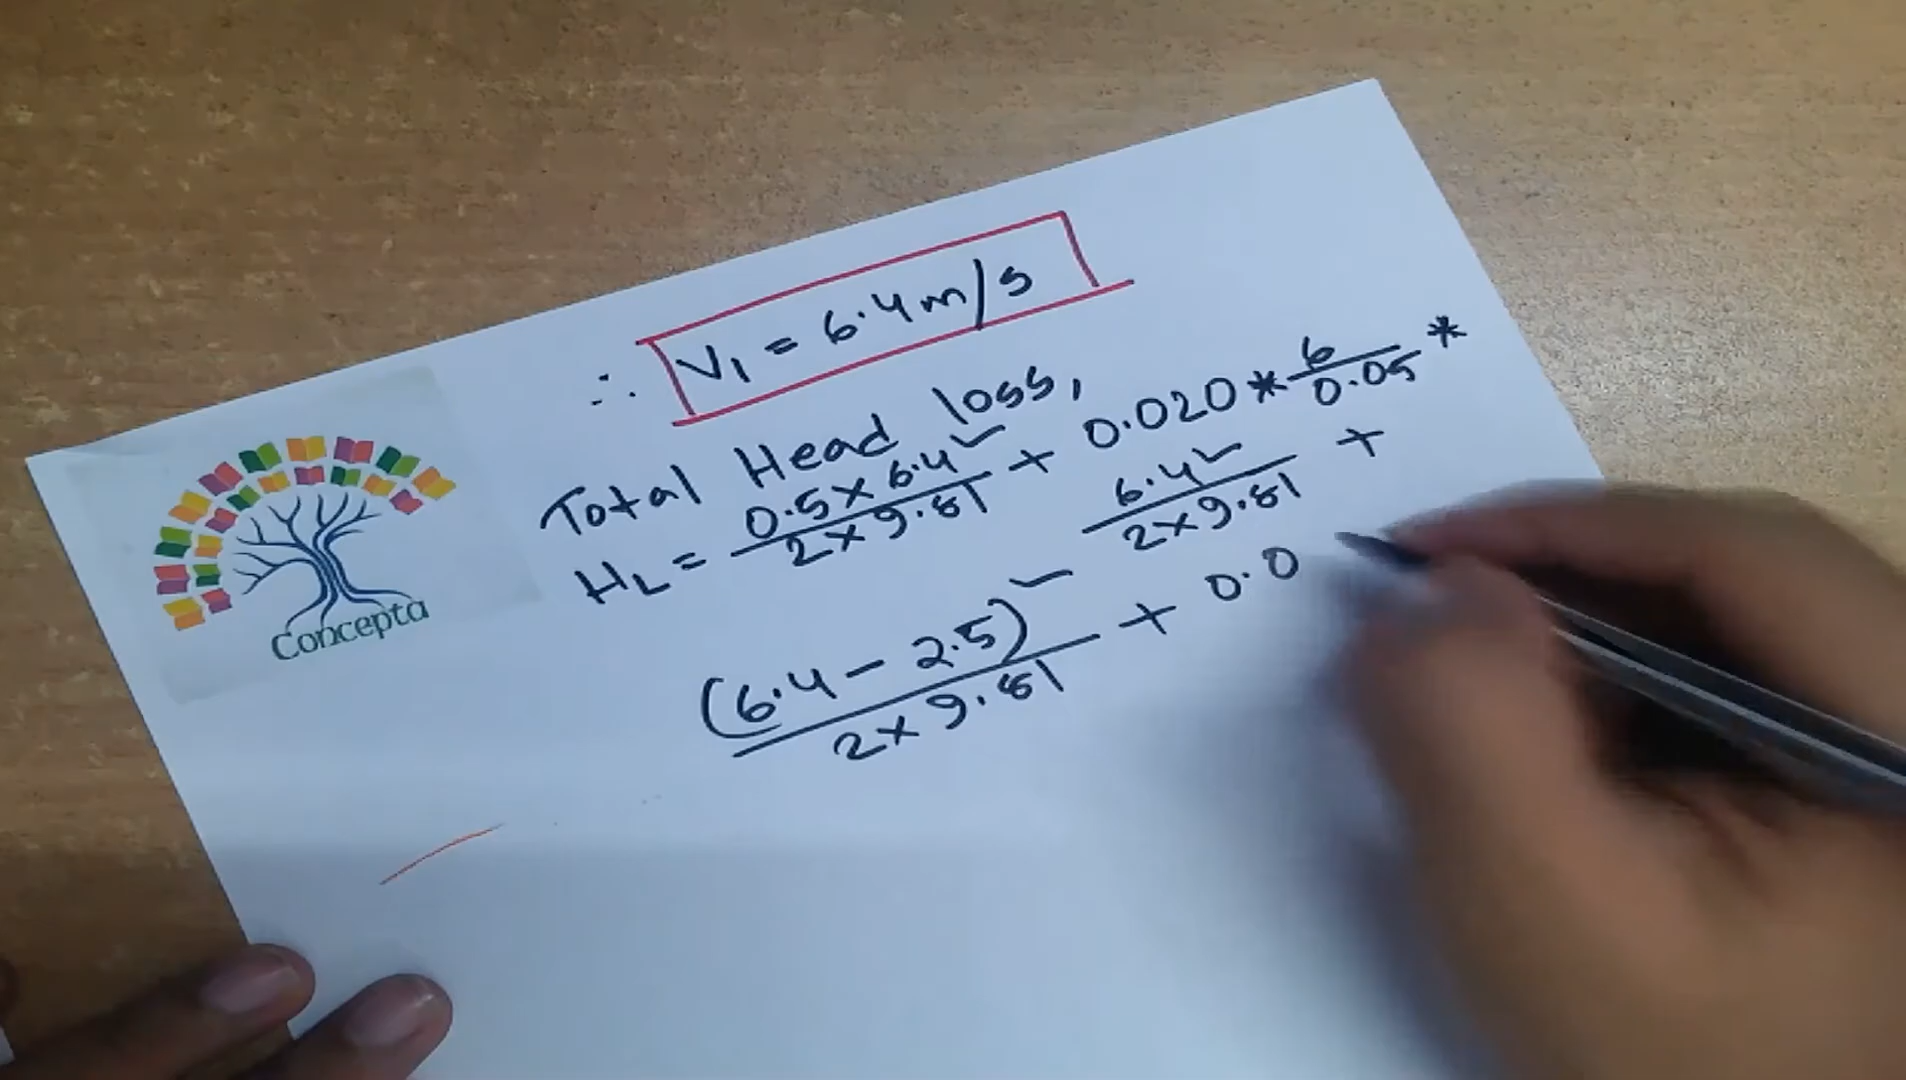 ∴ V₁ = 6.4 m/s
Total Head loss,
H_L = (0.5 × 6.4²)/(2 × 9.81) + 0.020 * 6/0.05 *
6.4²/(2 × 9.81) +
(6.4 − 2.5)²/(2 × 9.81) + 0.0
Concepta